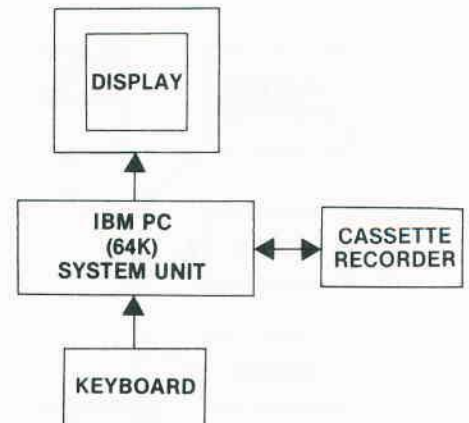 DISPLAY
IBM PC
(64K)
SYSTEM UNIT
CASSETTE
RECORDER
KEYBOARD